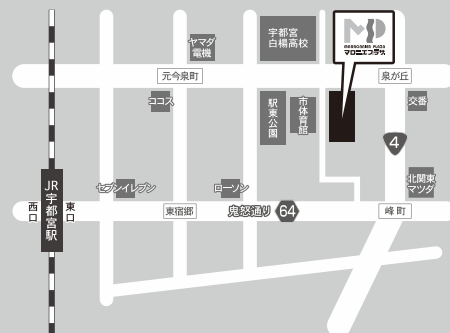 MP
MARRONNIER PLAZA
マロニエプラザ
宇都宮
白楊高校
ヤマダ
電機
元今泉町
泉が丘
ココス
駅東公園
市体育館
交番
4
JR宇都宮駅
西口
東口
セブンイレブン
ローソン
北関東
マツダ
東宿郷
鬼怒通り
64
峰町